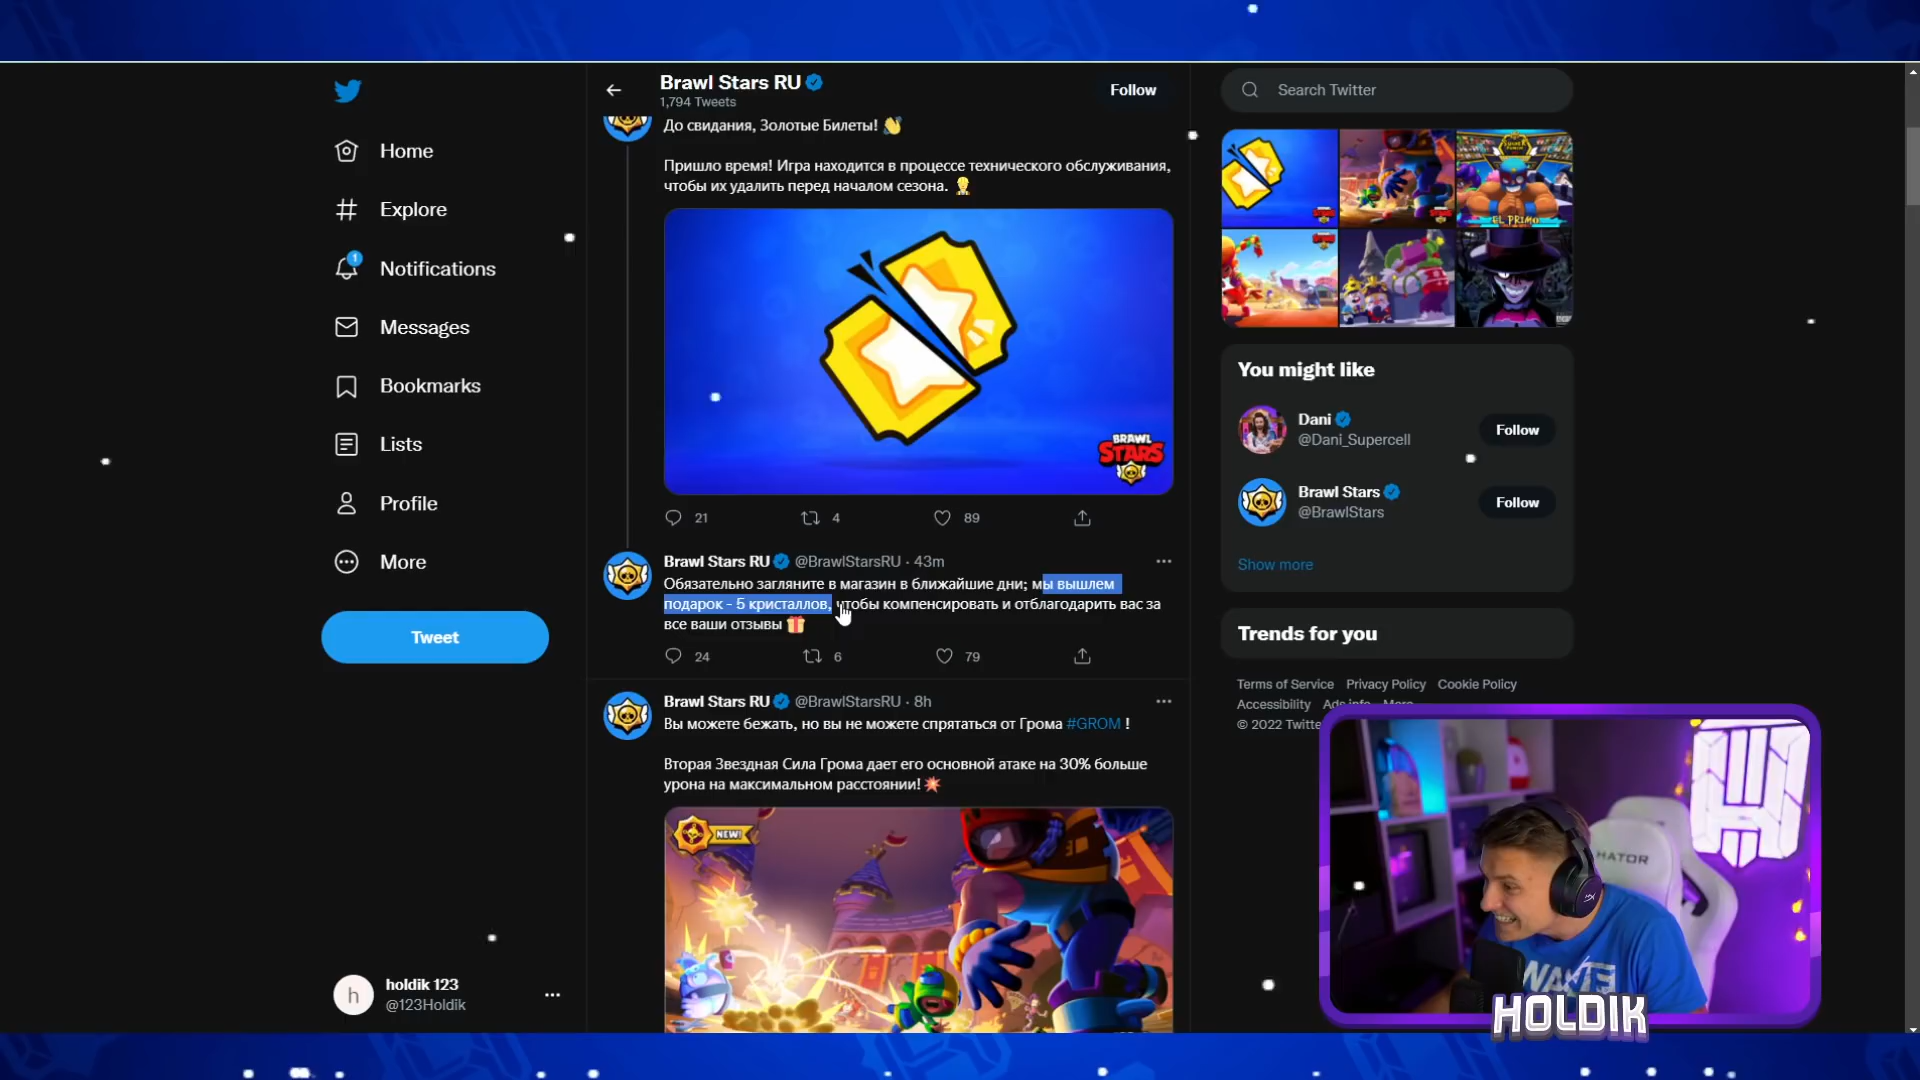 Home
Explore
1
Notifications
Messages
Bookmarks
Lists
Profile
More
Tweet
holdik 123
@123Holdik
h
Brawl Stars RU
1,794 Tweets
Follow
До свидания, Золотые Билеты! 👋
Пришло время! Игра находится в процессе технического обслуживания,
чтобы их удалить перед началом сезона.
BRAWL
STARS
21
4
89
Brawl Stars RU @BrawlStarsRU · 43m
Обязательно загляните в магазин в ближайшие дни; мы вышлем
подарок - 5 кристаллов, чтобы компенсировать и отблагодарить вас за
все ваши отзывы 🎁
24
6
79
Brawl Stars RU @BrawlStarsRU · 8h
Вы можете бежать, но вы не можете спрятаться от Грома #GROM !
Вторая Звездная Сила Грома дает его основной атаке на 30% больше
урона на максимальном расстоянии! 💥
NEW!
Search Twitter
EL PRIMO
You might like
Dani
@Dani_Supercell
Follow
Brawl Stars
@BrawlStars
Follow
Show more
Trends for you
Terms of Service Privacy Policy Cookie Policy
Accessibility Ads info More
© 2022 Twitte
HATOR
HOLDIK